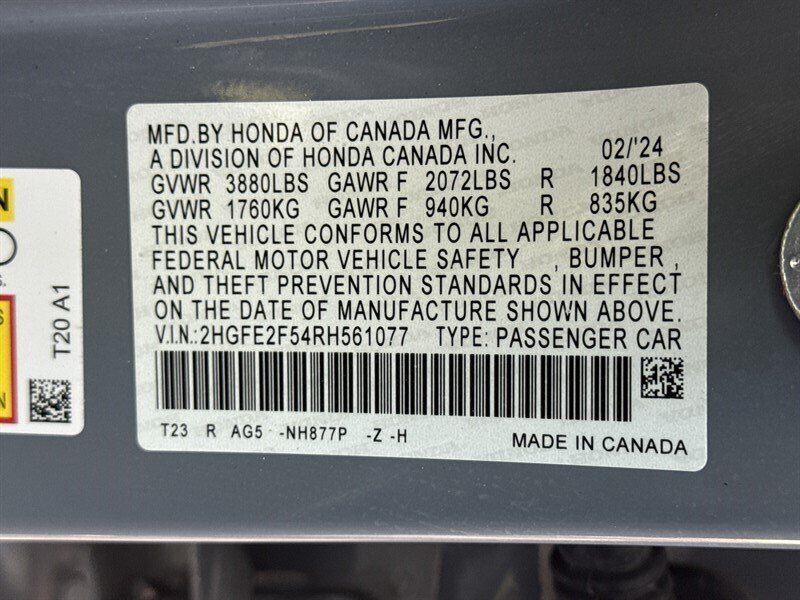 MFD.BY HONDA OF CANADA MFG.,
A DIVISION OF HONDA CANADA INC. 02/'24
GVWR 3880LBS GAWR F 2072LBS R 1840LBS
GVWR 1760KG GAWR F 940KG R 835KG
THIS VEHICLE CONFORMS TO ALL APPLICABLE
FEDERAL MOTOR VEHICLE SAFETY , BUMPER ,
AND THEFT PREVENTION STANDARDS IN EFFECT
ON THE DATE OF MANUFACTURE SHOWN ABOVE.
V.I.N.:2HGFE2F54RH561077 TYPE: PASSENGER CAR
T23 R AG5 -NH877P -Z -H
MADE IN CANADA
T20 A1